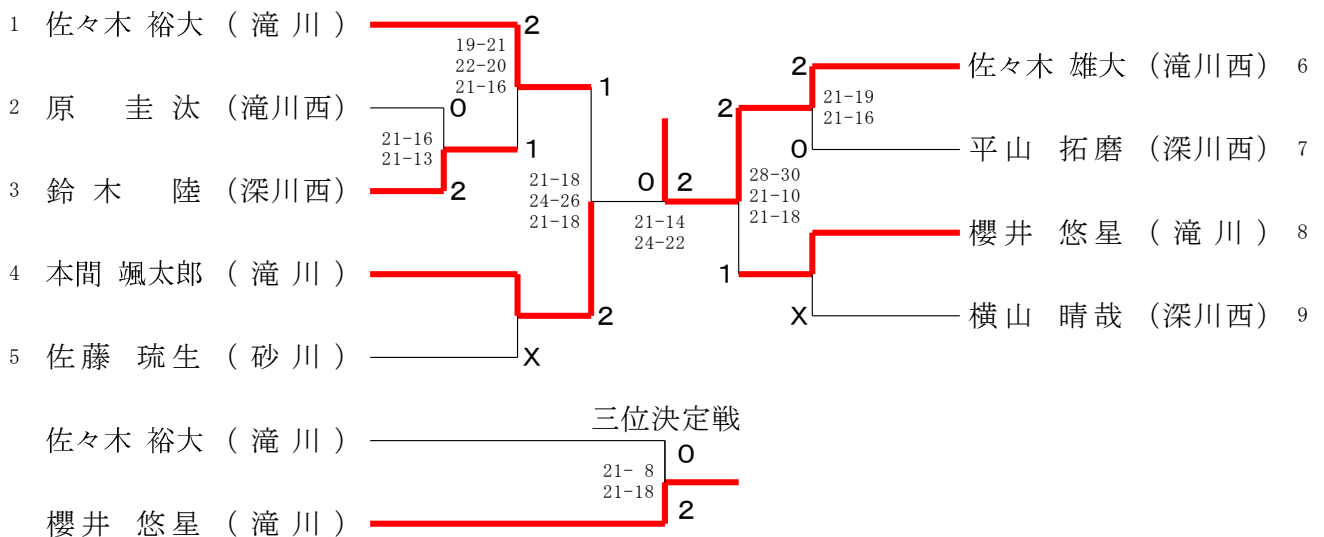 1 佐々木 裕大 ( 滝 川 )
2
19-21
22-20
21-16
1
2 原 圭 汰 (滝川西)
0
21-16
21-13
1
3 鈴 木 陸 (深川西)
2
21-18
24-26
21-18
4 本間 颯太郎 ( 滝 川 )
2
5 佐藤 琉生 ( 砂 川 )
X
0 2
21-14
24-22
2
佐々木 雄大 (滝川西) 6
21-19
21-16
2
0
平山 拓磨 (深川西) 7
28-30
21-10
21-18
櫻井 悠星 ( 滝 川 ) 8
1
X
横山 晴哉 (深川西) 9
三位決定戦
佐々木 裕大 ( 滝 川 )
0
21- 8
21-18
2
櫻井 悠星 ( 滝 川 )